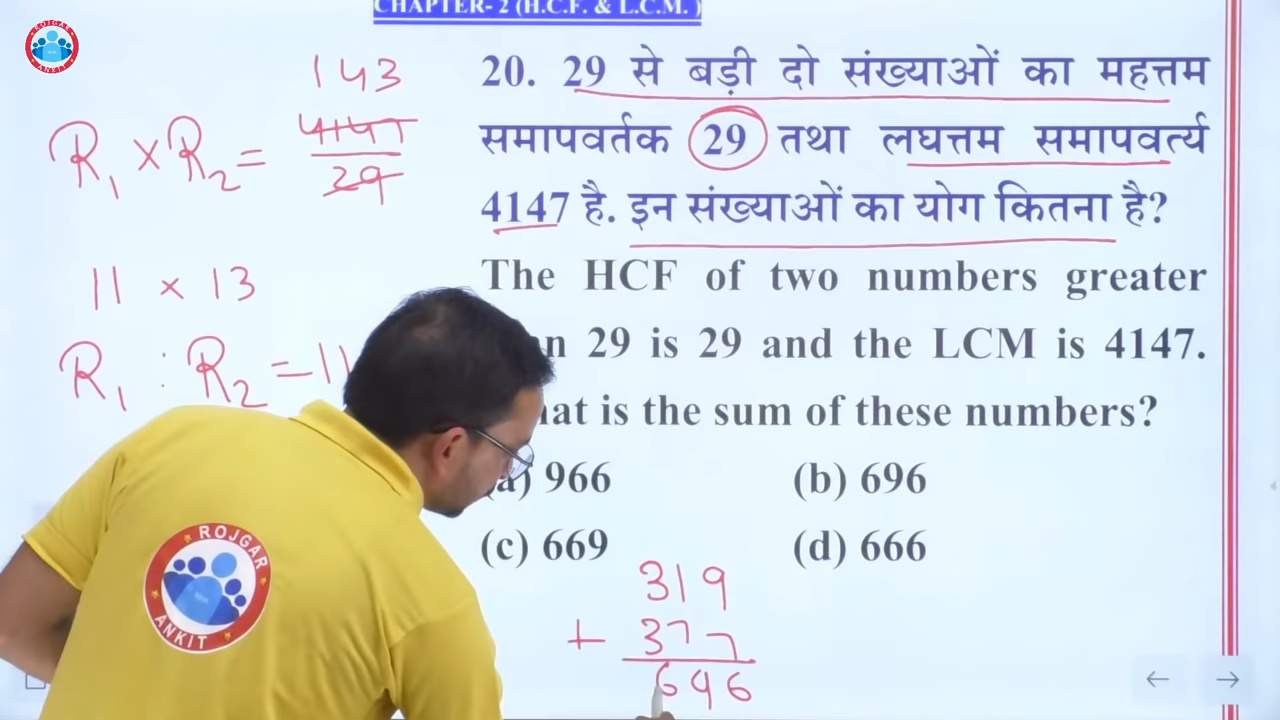 CHAPTER- 2 (H.C.F. & L.C.M. )
ROJGAR
ANKIT
20. 29 से बड़ी दो संख्याओं का महत्तम
समापवर्तक 29 तथा लघत्तम समापवर्त्य
4147 है. इन संख्याओं का योग कितना है?
The HCF of two numbers greater
29 is 29 and the LCM is 4147.
is the sum of these numbers?
(a) 966 (b) 696
(c) 669 (d) 666
143
R₁ × R₂ = 4147
29
11 × 13
R₁ : R₂ = 11
319
+ 377
696
ROJGAR
ANKIT